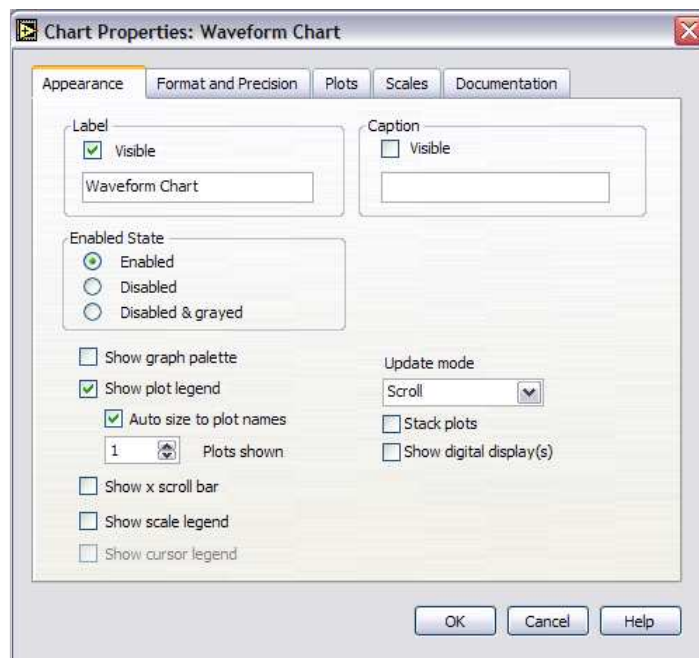 Chart Properties: Waveform Chart
Appearance
Format and Precision
Plots
Scales
Documentation
Label
Visible
Waveform Chart
Caption
Visible
Enabled State
Enabled
Disabled
Disabled & grayed
Show graph palette
Show plot legend
Auto size to plot names
1
Plots shown
Show x scroll bar
Show scale legend
Show cursor legend
Update mode
Scroll
Stack plots
Show digital display(s)
OK
Cancel
Help